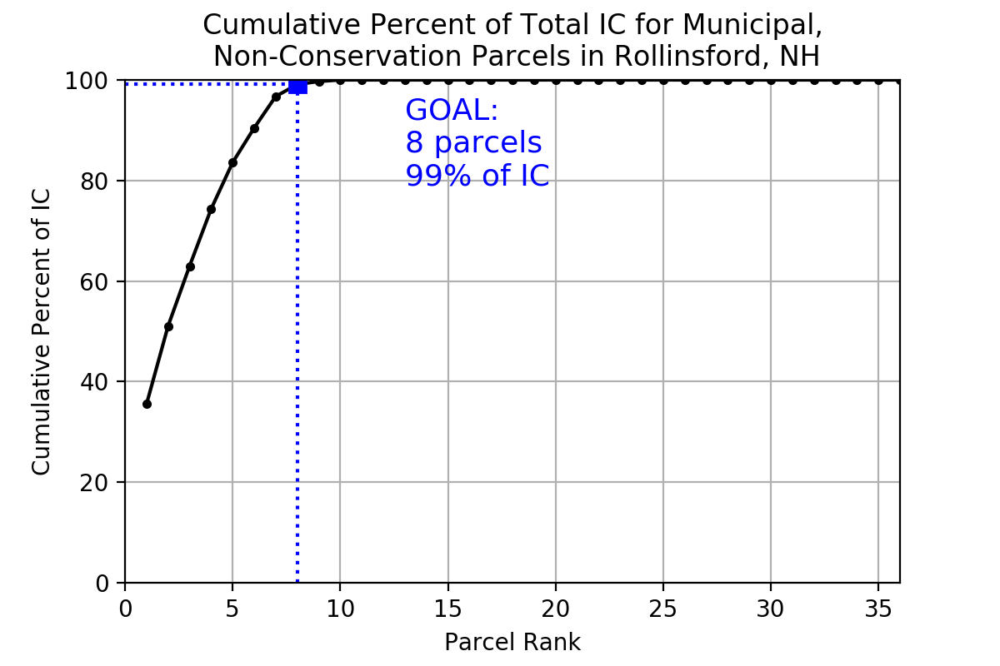 Cumulative Percent of Total IC for Municipal,
Non-Conservation Parcels in Rollinsford, NH
100
80
60
40
20
0
Cumulative Percent of IC
GOAL:
8 parcels
99% of IC
0 5 10 15 20 25 30 35
Parcel Rank